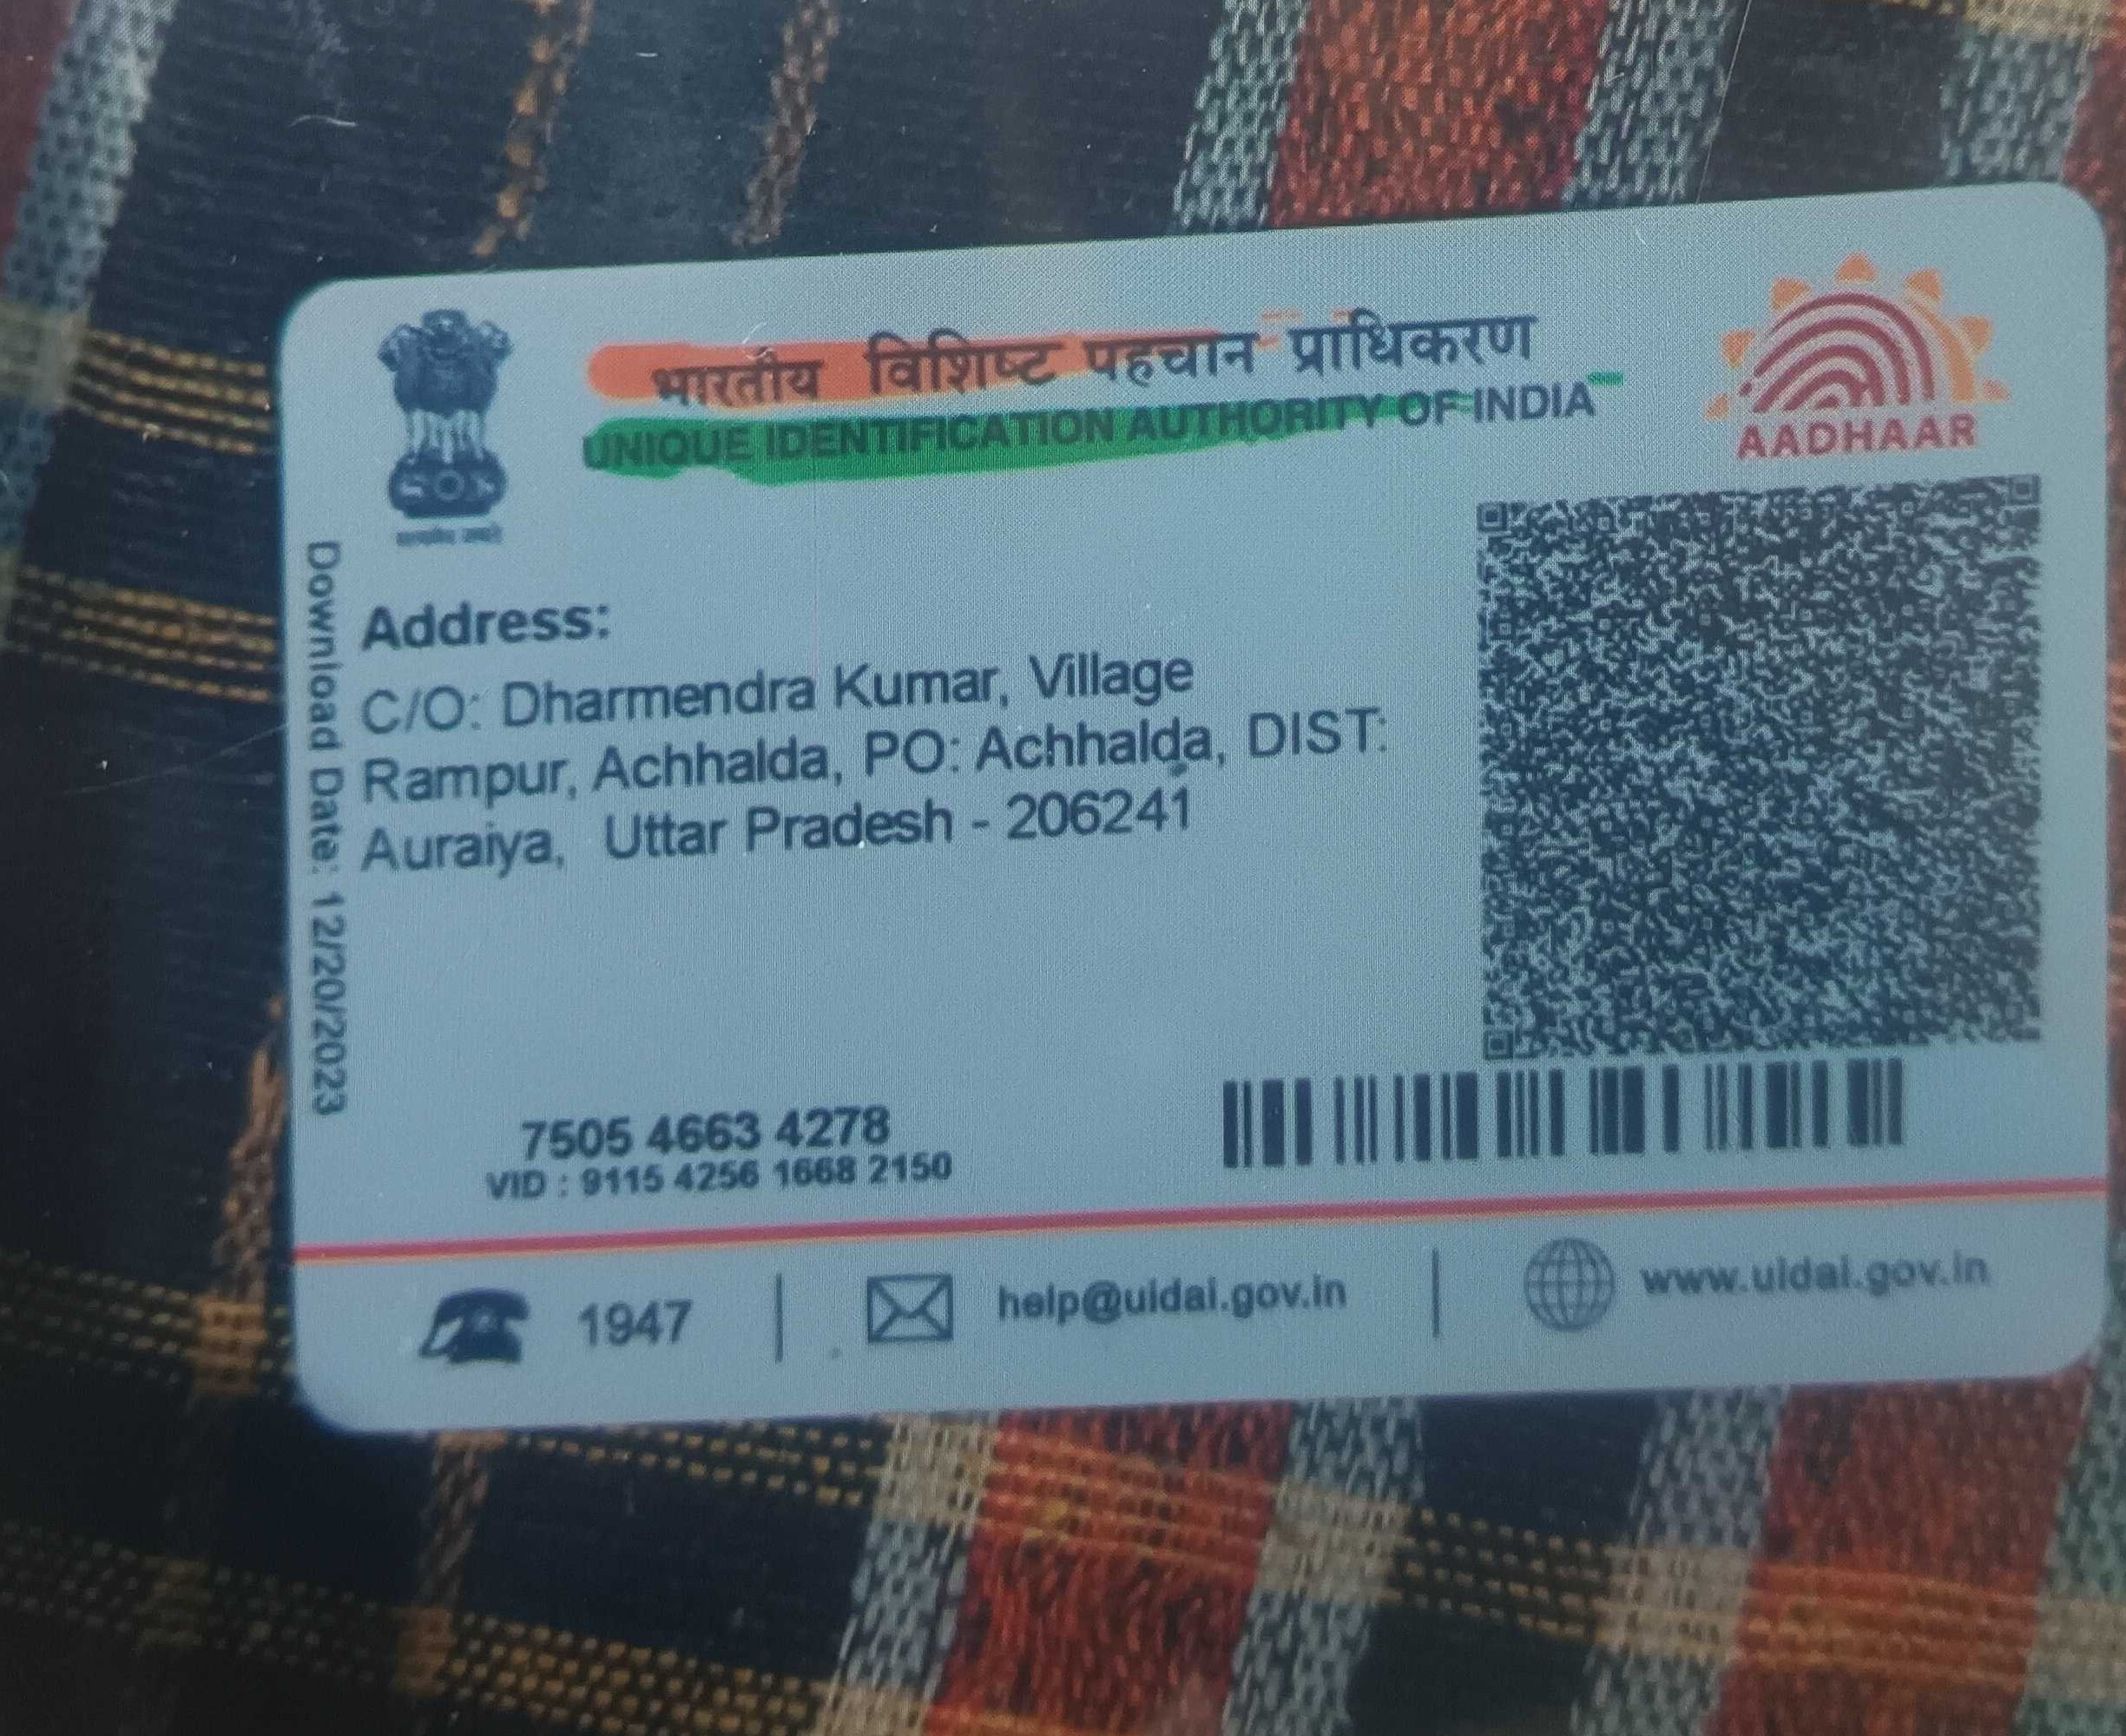 भारतीय विशिष्ट पहचान प्राधिकरण
UNIQUE IDENTIFICATION AUTHORITY OF INDIA
AADHAAR
Download Date: 12/20/2023
Address:
C/O: Dharmendra Kumar, Village
Rampur, Achhalda, PO: Achhalda, DIST:
Auraiya, Uttar Pradesh - 206241
7505 4663 4278
VID : 9115 4256 1668 2150
1947
help@uidai.gov.in
www.uidai.gov.in